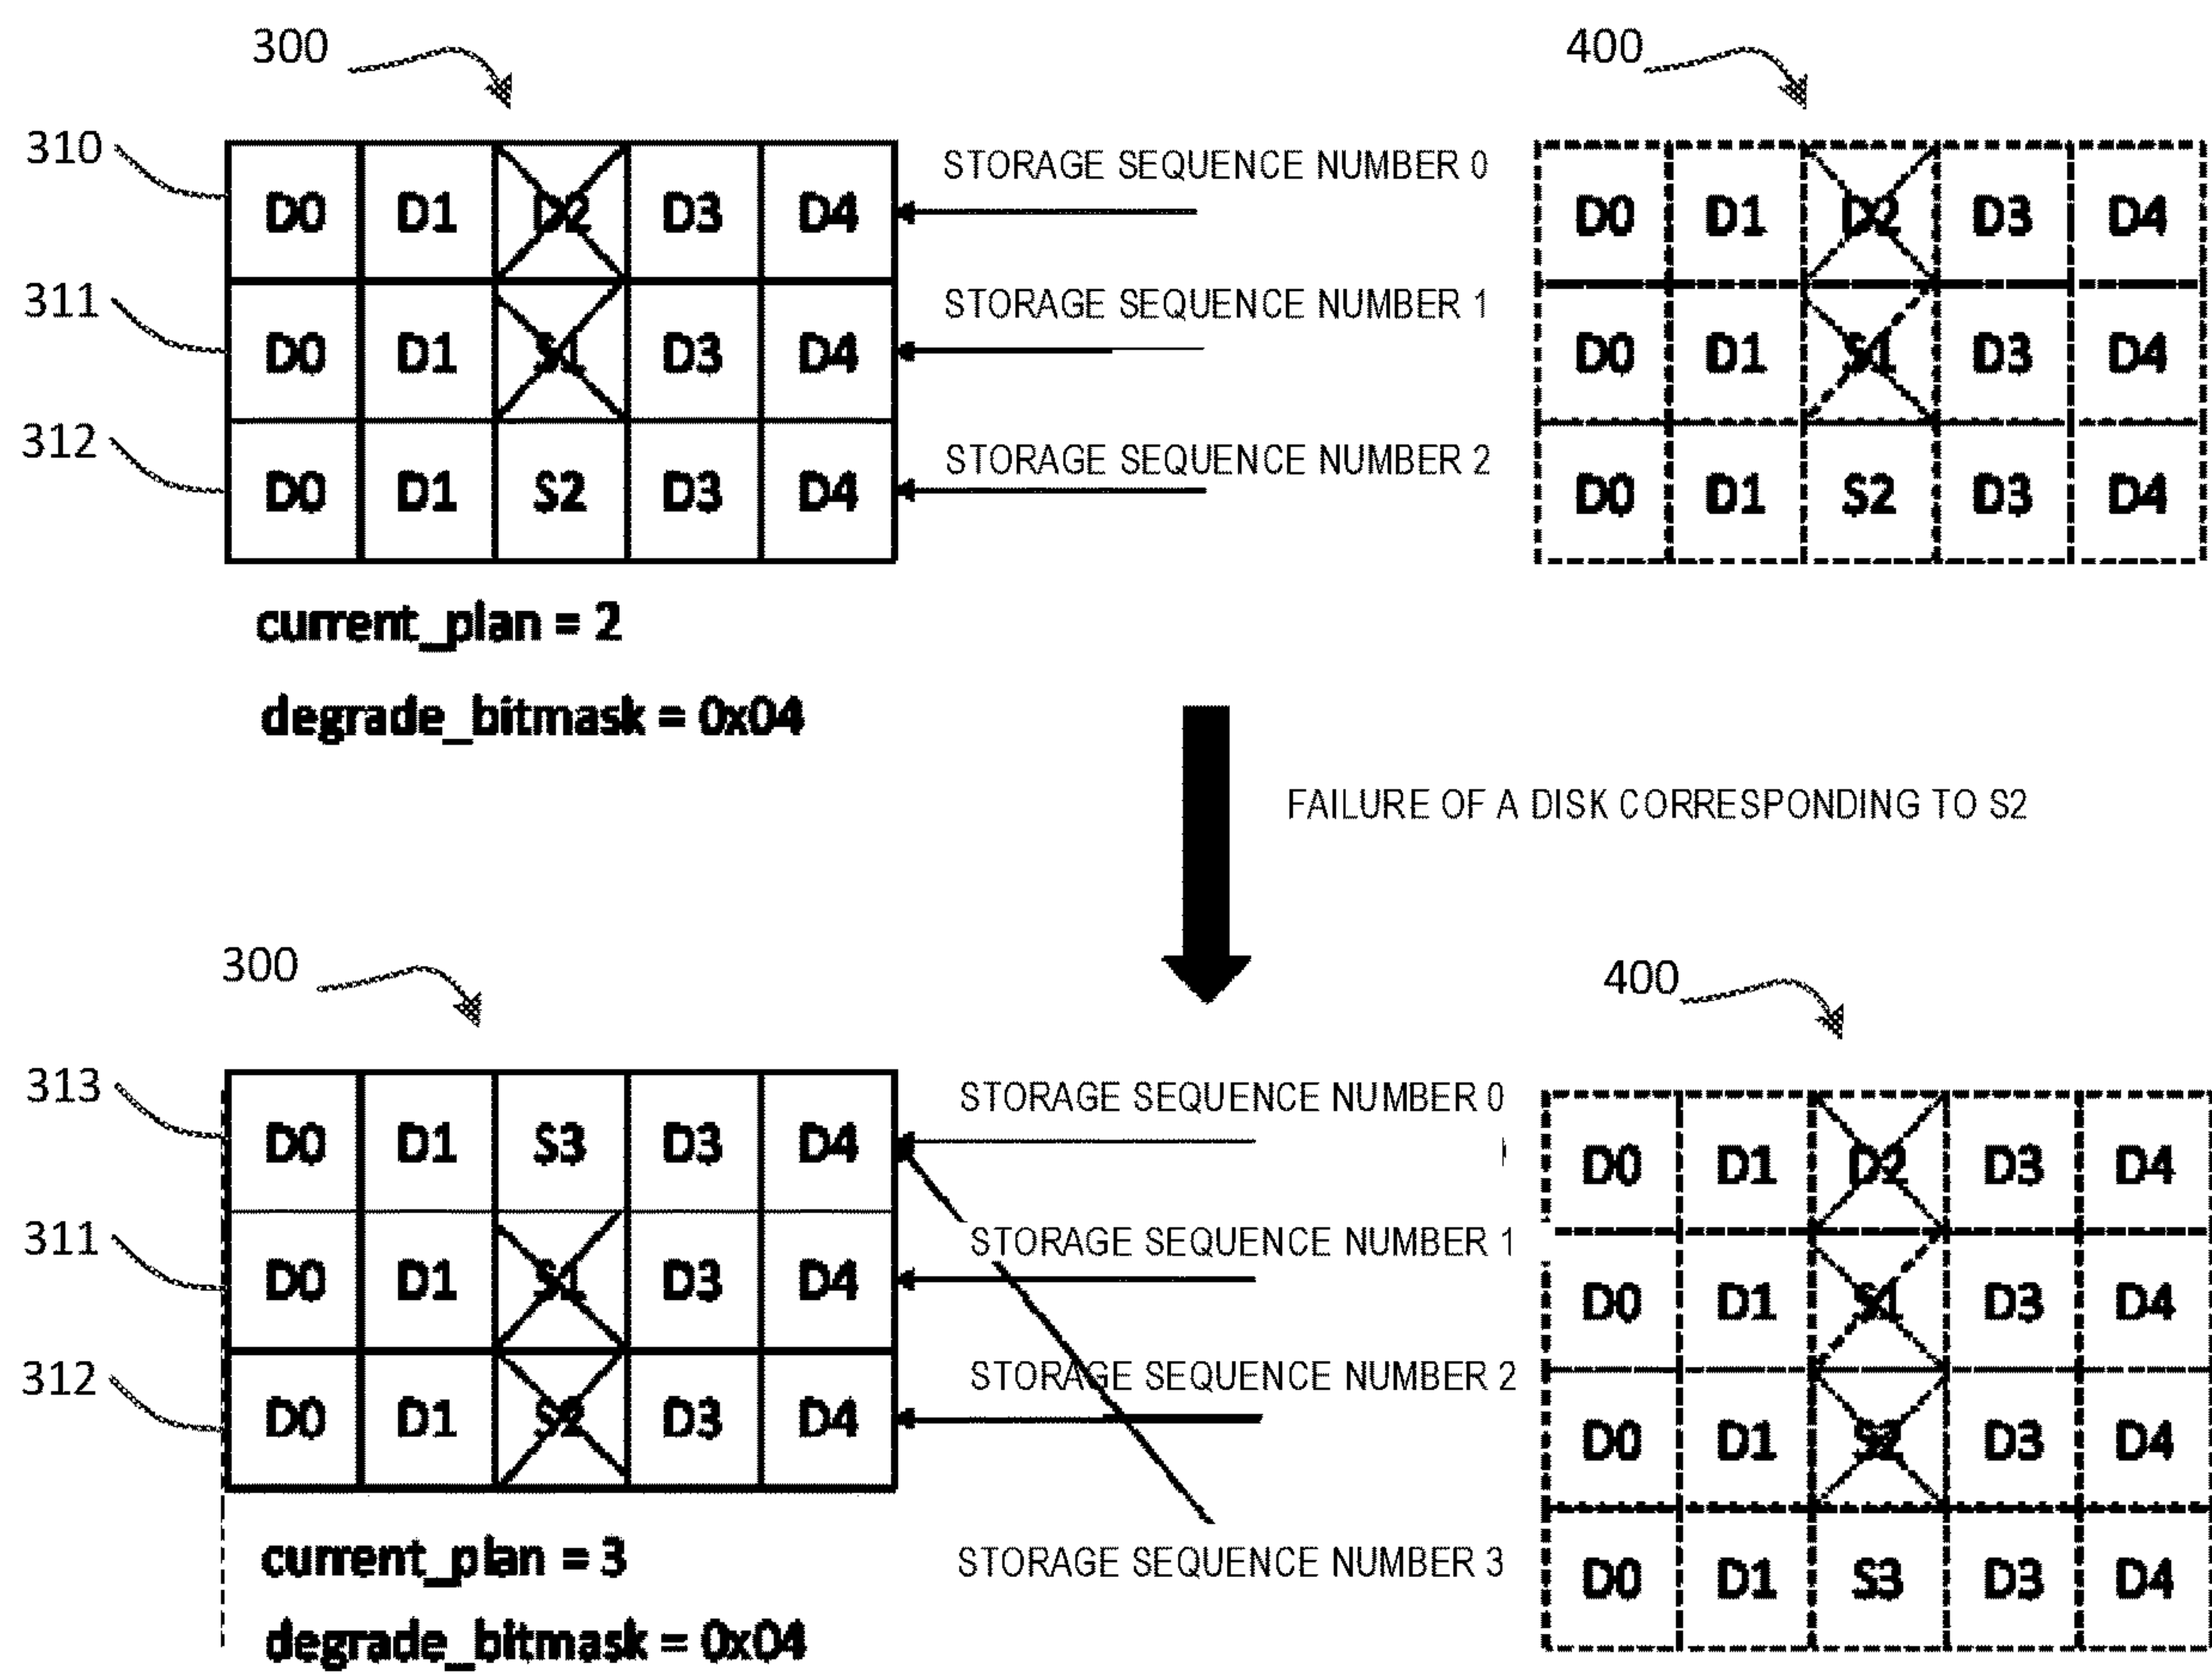 300
400
310
D0 D1 D2 D3 D4
STORAGE SEQUENCE NUMBER 0
D0 D1 D2 D3 D4
311
D0 D1 S1 D3 D4
STORAGE SEQUENCE NUMBER 1
D0 D1 S1 D3 D4
312
D0 D1 S2 D3 D4
STORAGE SEQUENCE NUMBER 2
D0 D1 S2 D3 D4
current_plan = 2
degrade_bitmask = 0x04
FAILURE OF A DISK CORRESPONDING TO S2
300
400
313
D0 D1 S3 D3 D4
STORAGE SEQUENCE NUMBER 0
D0 D1 D2 D3 D4
311
D0 D1 S1 D3 D4
STORAGE SEQUENCE NUMBER 1
D0 D1 S1 D3 D4
312
D0 D1 S2 D3 D4
STORAGE SEQUENCE NUMBER 2
D0 D1 S2 D3 D4
current_plan = 3
STORAGE SEQUENCE NUMBER 3
D0 D1 S3 D3 D4
degrade_bitmask = 0x04